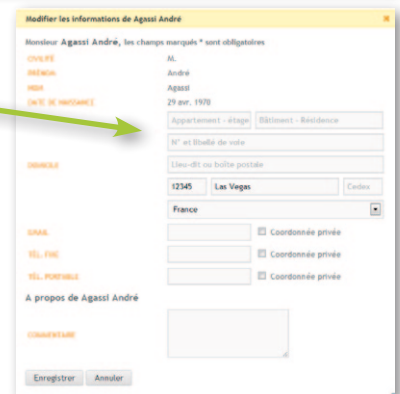 Modifier les informations de Agassi André
Monsieur Agassi André, les champs marqués * sont obligatoires
CIVILITÉ M.
PRÉNOM André
NOM Agassi
DATE DE NAISSANCE 29 avr. 1970
Appartement - étage Bâtiment - Résidence
N° et libellé de voie
DOMICILE Lieu-dit ou boîte postale
12345 Las Vegas Cedex
France
EMAIL Coordonnée privée
TÉL. FIXE Coordonnée privée
TÉL. PORTABLE Coordonnée privée
A propos de Agassi André
COMMENTAIRE
Enregistrer Annuler